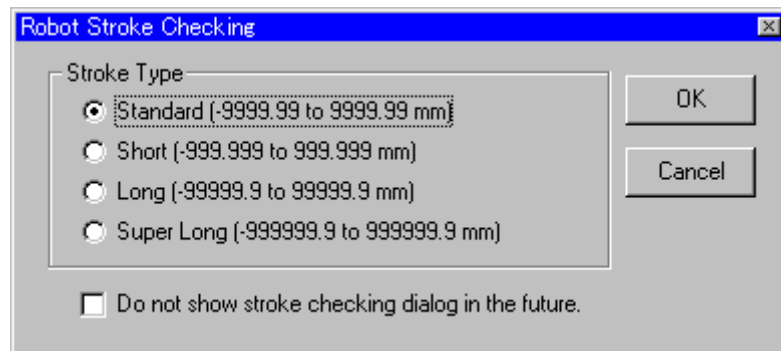 Robot Stroke Checking
Stroke Type
Standard (-9999.99 to 9999.99 mm)
Short (-999.999 to 999.999 mm)
Long (-99999.9 to 99999.9 mm)
Super Long (-999999.9 to 999999.9 mm)
OK
Cancel
Do not show stroke checking dialog in the future.